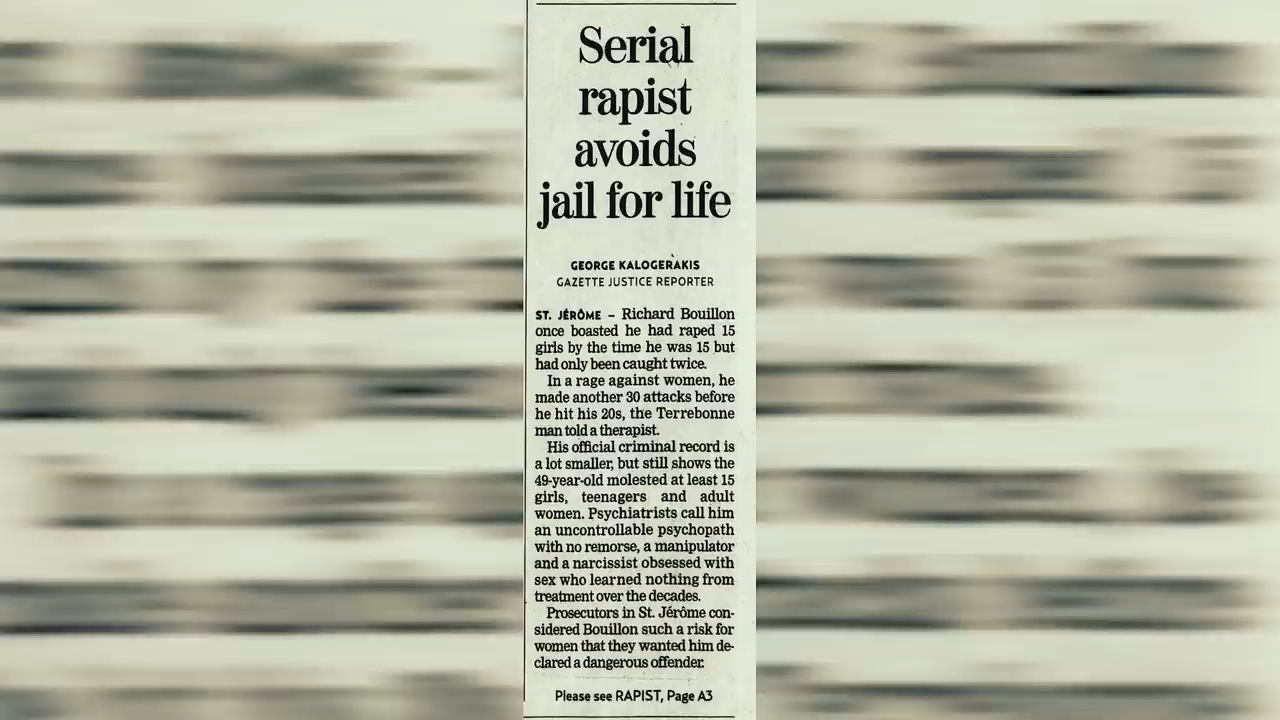 Serial
rapist
avoids
jail for life
GEORGE KALOGERAKIS
GAZETTE JUSTICE REPORTER
ST. JÉRÔME – Richard Bouillon
once boasted he had raped 15
girls by the time he was 15 but
had only been caught twice.
In a rage against women, he
made another 30 attacks before
he hit his 20s, the Terrebonne
man told a therapist.
His official criminal record is
a lot smaller, but still shows the
49-year-old molested at least 15
girls, teenagers and adult
women. Psychiatrists call him
an uncontrollable psychopath
with no remorse, a manipulator
and a narcissist obsessed with
sex who learned nothing from
treatment over the decades.
Prosecutors in St. Jérôme con-
sidered Bouillon such a risk for
women that they wanted him de-
clared a dangerous offender.
Please see RAPIST, Page A3